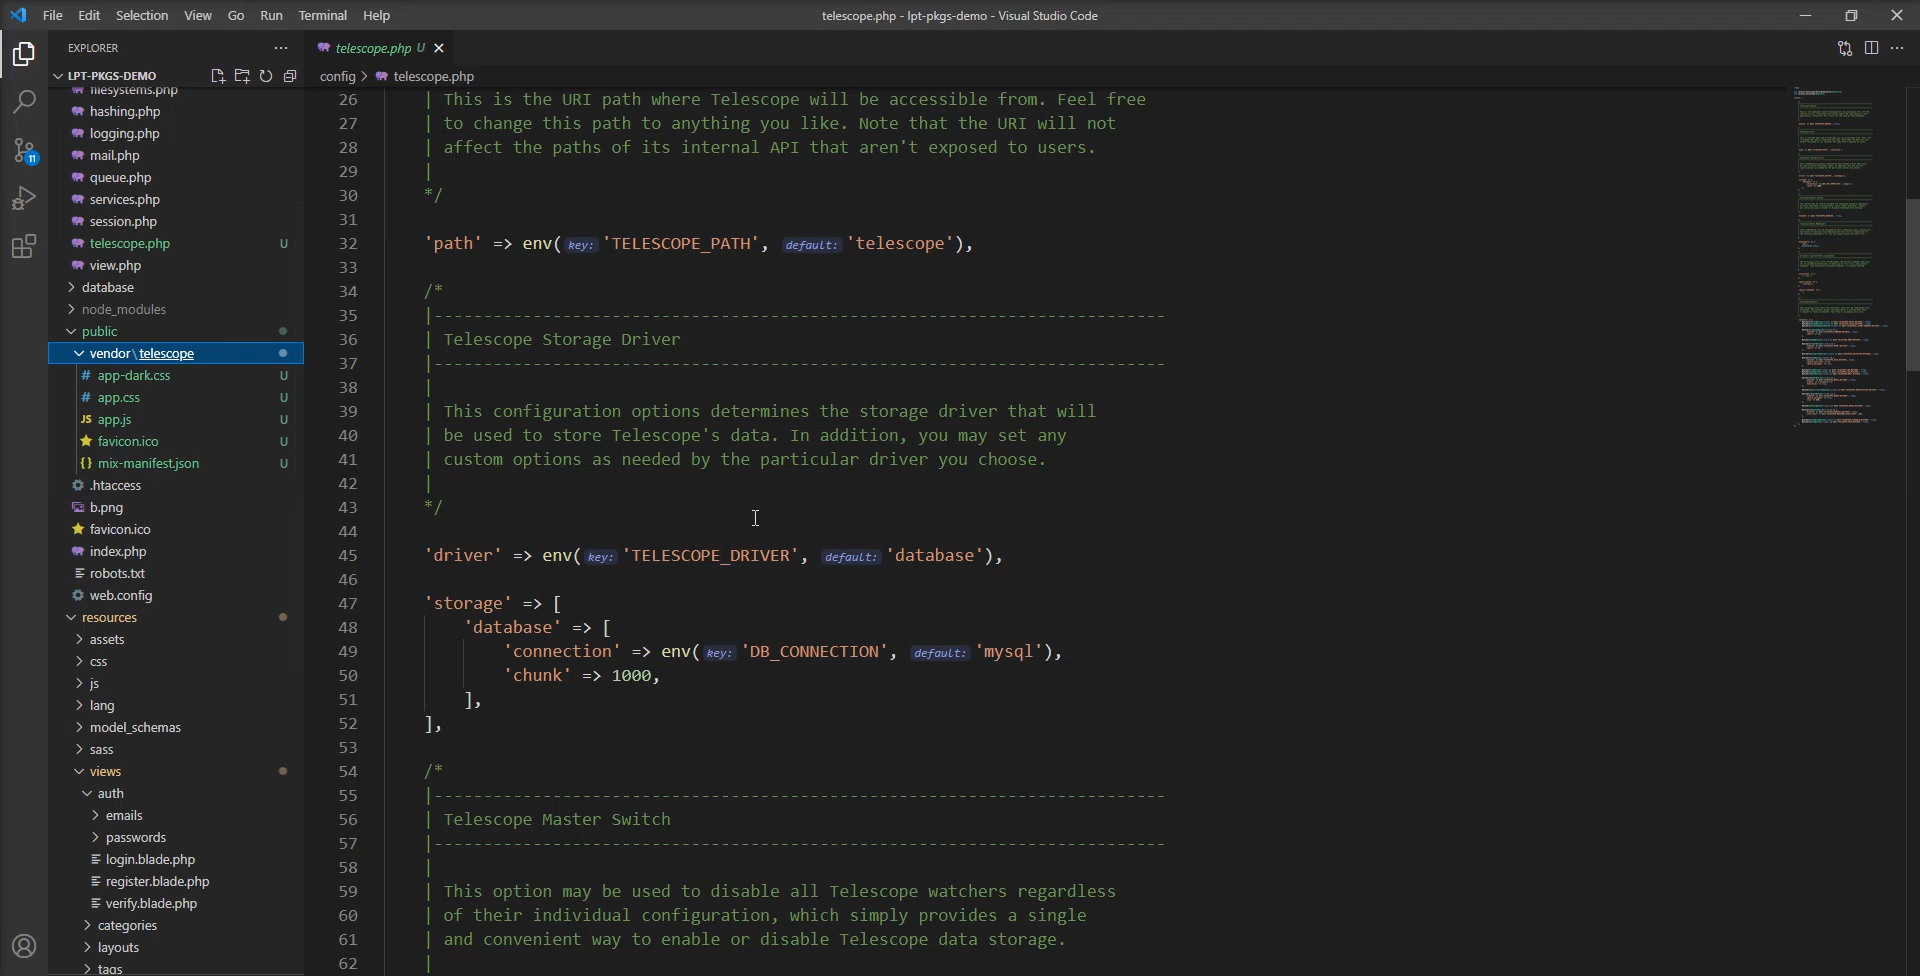 File Edit Selection View Go Run Terminal Help
telescope.php - lpt-pkgs-demo - Visual Studio Code
EXPLORER
LPT-PKGS-DEMO
filesystems.php
hashing.php
logging.php
mail.php
queue.php
services.php
session.php
telescope.php U
view.php
database
node_modules
public
vendor\telescope
# app-dark.css U
# app.css U
JS app.js U
favicon.ico U
{} mix-manifest.json U
.htaccess
b.png
favicon.ico
index.php
robots.txt
web.config
resources
assets
css
js
lang
model_schemas
sass
views
auth
emails
passwords
login.blade.php
register.blade.php
verify.blade.php
categories
layouts
tags
11
telescope.php U
config > telescope.php
26 | This is the URI path where Telescope will be accessible from. Feel free
27 | to change this path to anything you like. Note that the URI will not
28 | affect the paths of its internal API that aren't exposed to users.
29 |
30 */
31
32 'path' => env(key: 'TELESCOPE_PATH', default: 'telescope'),
33
34 /*
35 |--------------------------------------------------------------------------
36 | Telescope Storage Driver
37 |--------------------------------------------------------------------------
38 |
39 | This configuration options determines the storage driver that will
40 | be used to store Telescope's data. In addition, you may set any
41 | custom options as needed by the particular driver you choose.
42 |
43 */
44
45 'driver' => env(key: 'TELESCOPE_DRIVER', default: 'database'),
46
47 'storage' => [
48 'database' => [
49 'connection' => env(key: 'DB_CONNECTION', default: 'mysql'),
50 'chunk' => 1000,
51 ],
52 ],
53
54 /*
55 |--------------------------------------------------------------------------
56 | Telescope Master Switch
57 |--------------------------------------------------------------------------
58 |
59 | This option may be used to disable all Telescope watchers regardless
60 | of their individual configuration, which simply provides a single
61 | and convenient way to enable or disable Telescope data storage.
62 |